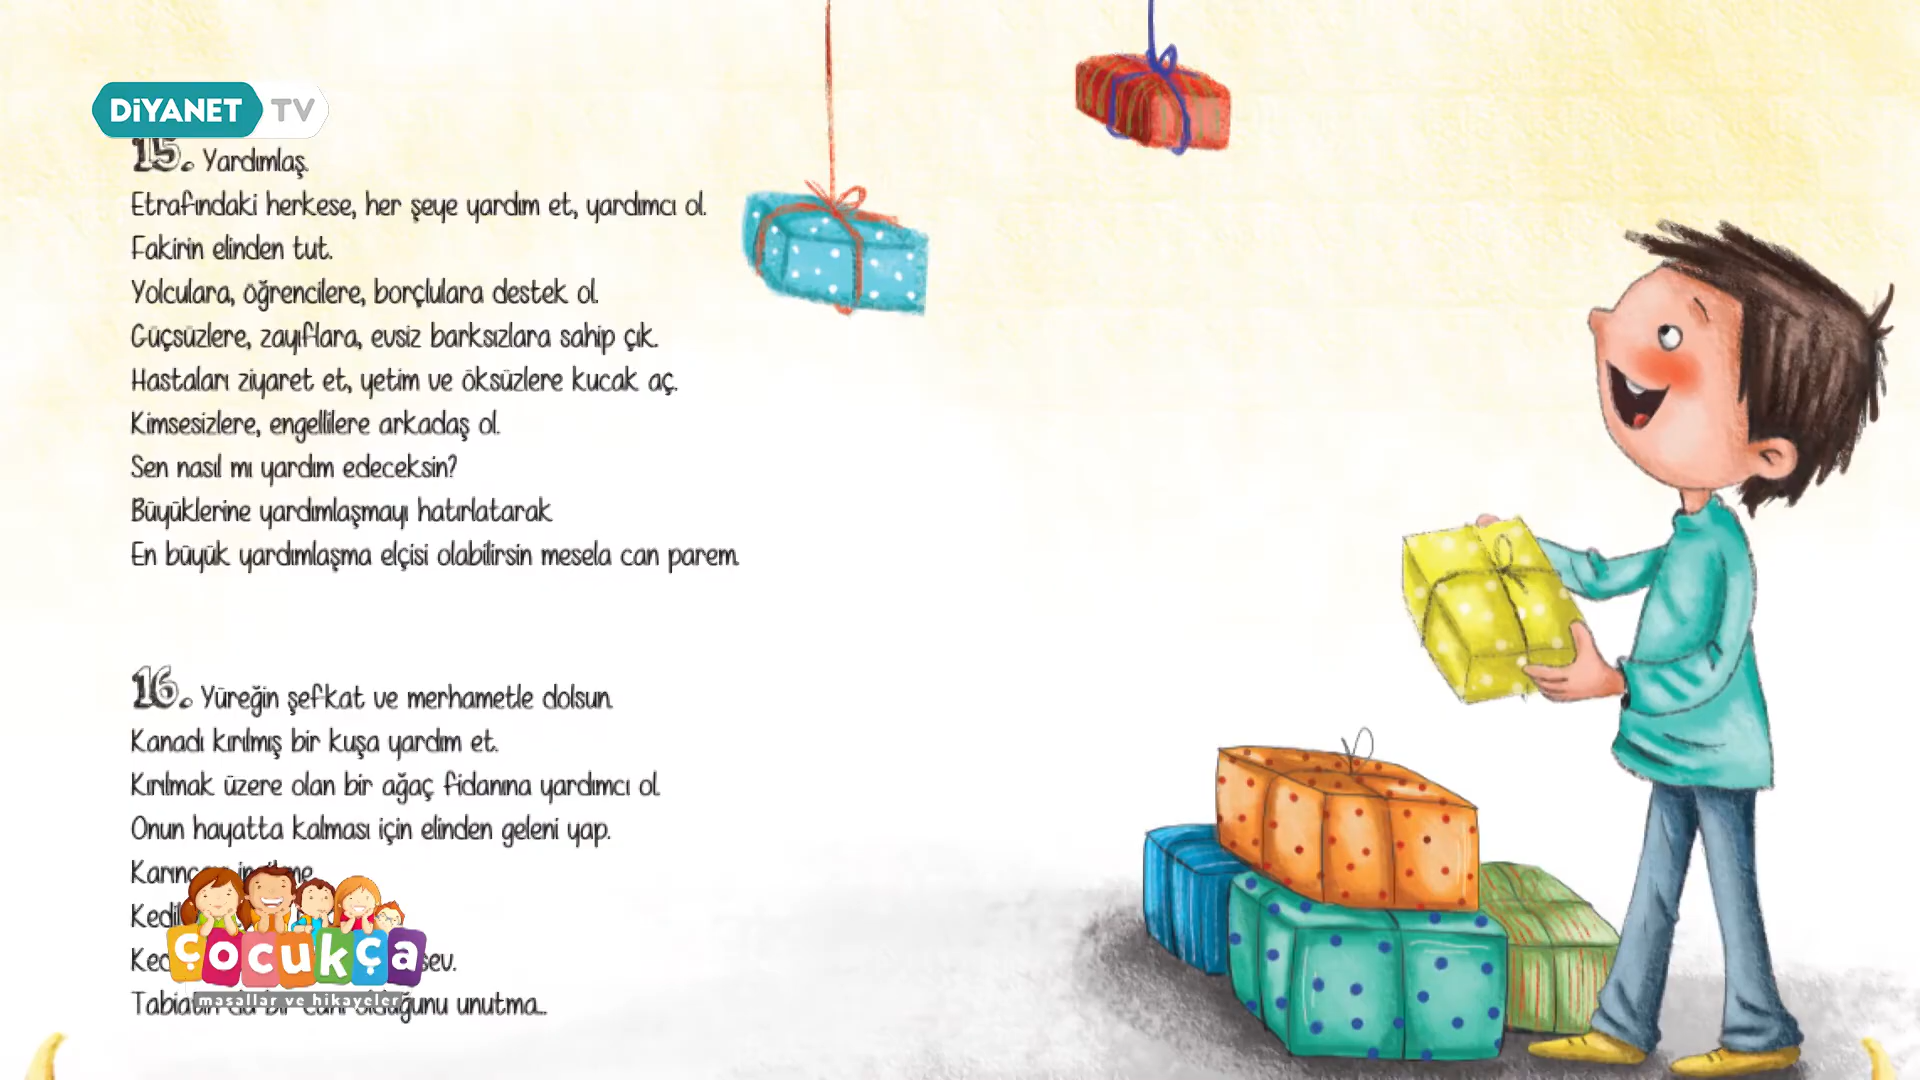 DİYANET TV
15. Yardımlaş.
Etrafındaki herkese, her şeye yardım et, yardımcı ol.
Fakirin elinden tut.
Yolculara, öğrencilere, borçlulara destek ol.
Güçsüzlere, zayıflara, evsiz barksızlara sahip çık.
Hastaları ziyaret et, yetim ve öksüzlere kucak aç.
Kimsesizlere, engellilere arkadaş ol.
Sen nasıl mı yardım edeceksin?
Büyüklerine yardımlaşmayı hatırlatarak
En büyük yardımlaşma elçisi olabilirsin mesela can parem.
16. Yüreğin şefkat ve merhametle dolsun.
Kanadı kırılmış bir kuşa yardım et.
Kırılmak üzere olan bir ağaç fidanına yardımcı ol.
Onun hayatta kalması için elinden geleni yap.
sev.
çocukça
masallar ve hikayeler
unutma...